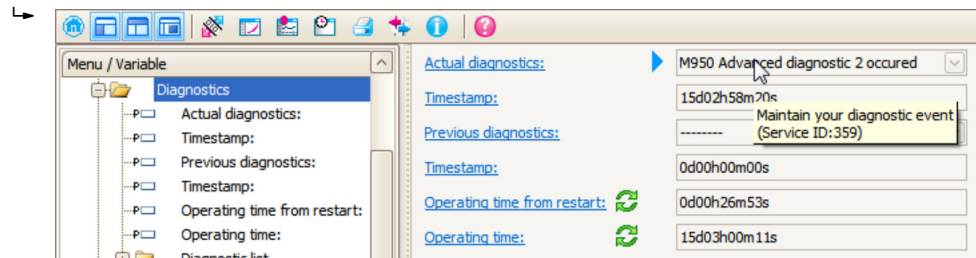 Menu / Variable
Diagnostics
Actual diagnostics:
Timestamp:
Previous diagnostics:
Timestamp:
Operating time from restart:
Operating time:
Diagnostic list
Actual diagnostics:
M950 Advanced diagnostic 2 occured
Timestamp:
15d02h58m20s
Maintain your diagnostic event
(Service ID:359)
Previous diagnostics:
--------
Timestamp:
0d00h00m00s
Operating time from restart:
0d00h26m53s
Operating time:
15d03h00m11s